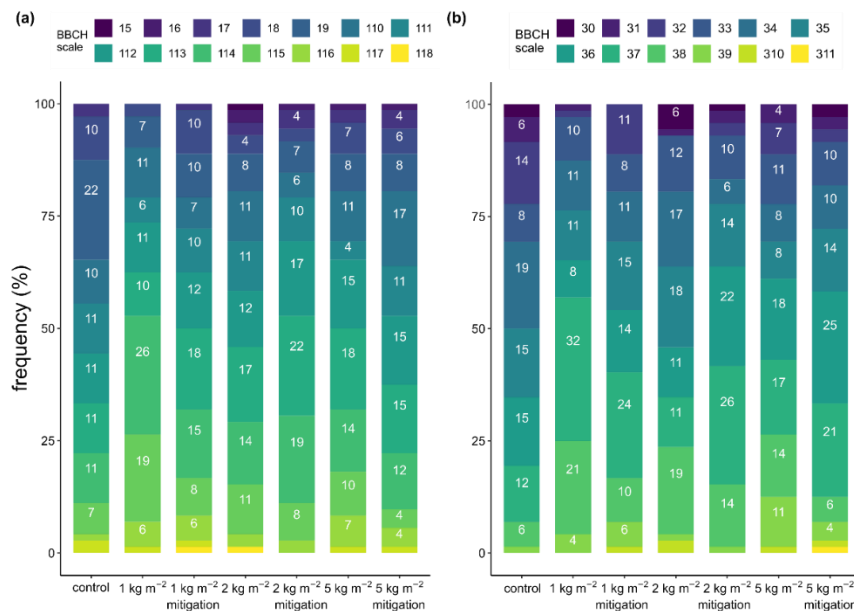 (a)
BBCH scale
15 16 17 18 19 110 111
112 113 114 115 116 117 118
frequency (%)
100
75
50
25
0
10 22 10 11 11 11 11 7
7 11 6 11 10 26 19 6
10 10 7 10 12 18 15 8 6
4 8 11 11 12 17 14 11
4 7 6 10 17 22 19 8
7 8 11 4 15 18 14 10 7
4 6 8 17 11 15 15 12 4 4
control
1 kg m−2
1 kg m−2 mitigation
2 kg m−2
2 kg m−2 mitigation
5 kg m−2
5 kg m−2 mitigation
(b)
BBCH scale
30 31 32 33 34 35
36 37 38 39 310 311
100
75
50
25
0
6 14 8 19 15 15 12 6
10 11 11 8 32 21 4
11 8 11 15 14 24 10 6
6 12 17 18 11 11 19
10 6 14 22 26 14
4 7 11 8 8 18 17 14 11
10 10 14 25 21 6 4
control
1 kg m−2
1 kg m−2 mitigation
2 kg m−2
2 kg m−2 mitigation
5 kg m−2
5 kg m−2 mitigation